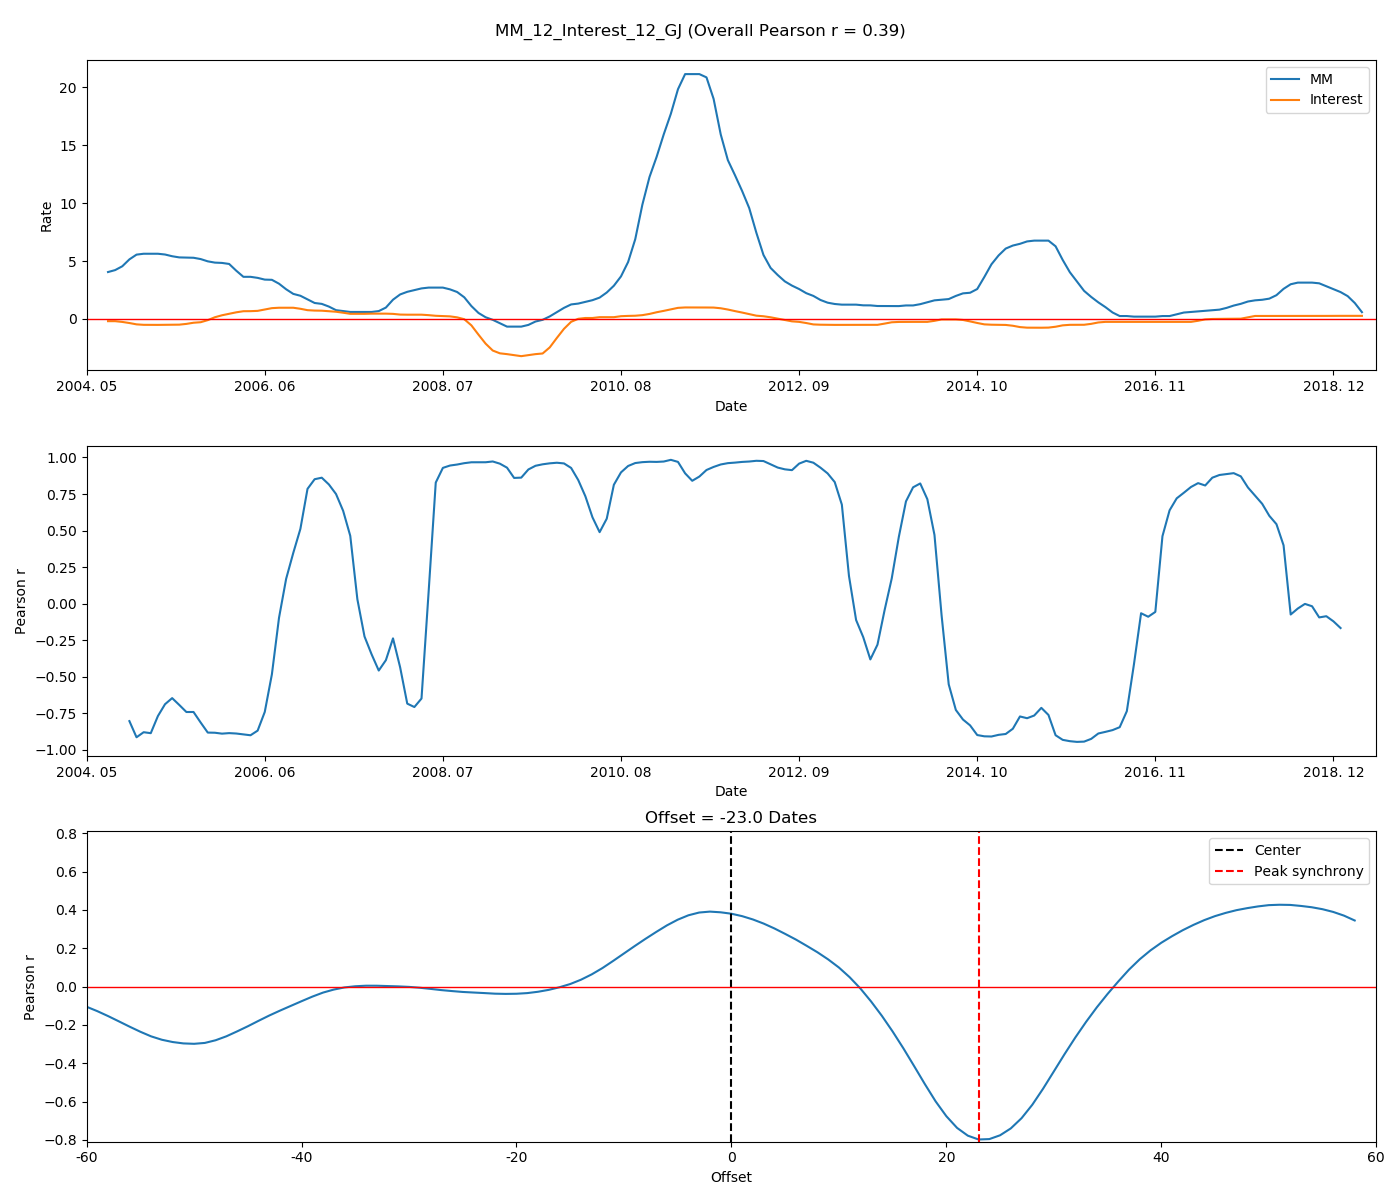 MM_12_Interest_12_GJ (Overall Pearson r = 0.39)
MM
Interest
20
15
10
5
0
Rate
2004. 05 2006. 06 2008. 07 2010. 08 2012. 09 2014. 10 2016. 11 2018. 12
Date
1.00
0.75
0.50
0.25
0.00
−0.25
−0.50
−0.75
−1.00
Pearson r
2004. 05 2006. 06 2008. 07 2010. 08 2012. 09 2014. 10 2016. 11 2018. 12
Date
Offset = -23.0 Dates
Center
Peak synchrony
0.8
0.6
0.4
0.2
0.0
−0.2
−0.4
−0.6
−0.8
Pearson r
-60 -40 -20 0 20 40 60
Offset